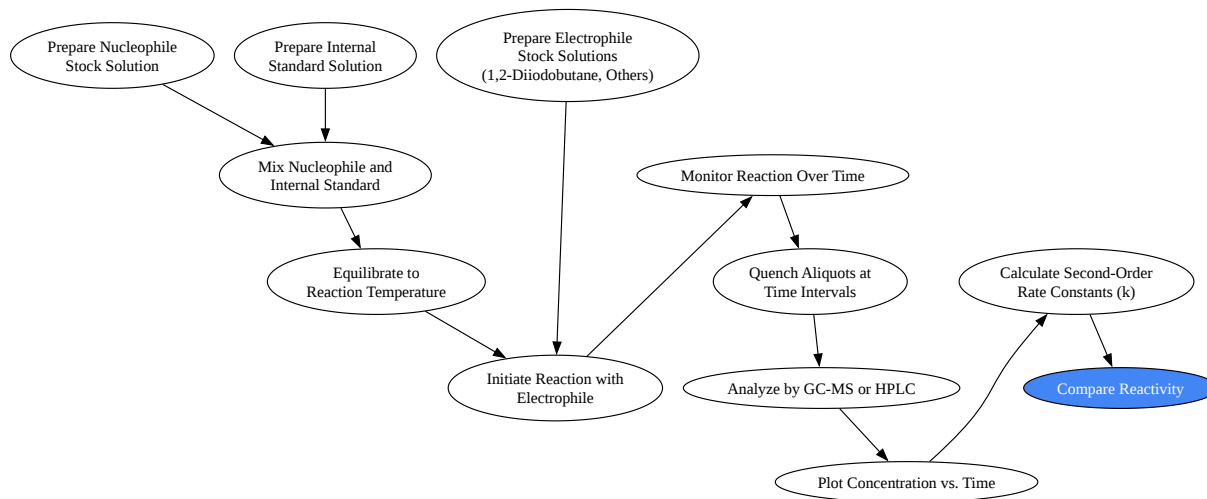 Prepare Nucleophile
Stock Solution
Prepare Internal
Standard Solution
Prepare Electrophile
Stock Solutions
(1,2-Diiodobutane, Others)
Mix Nucleophile and
Internal Standard
Monitor Reaction Over Time
Equilibrate to
Reaction Temperature
Quench Aliquots at
Time Intervals
Calculate Second-Order
Rate Constants (k)
Initiate Reaction with
Electrophile
Analyze by GC-MS or HPLC
Compare Reactivity
Plot Concentration vs. Time